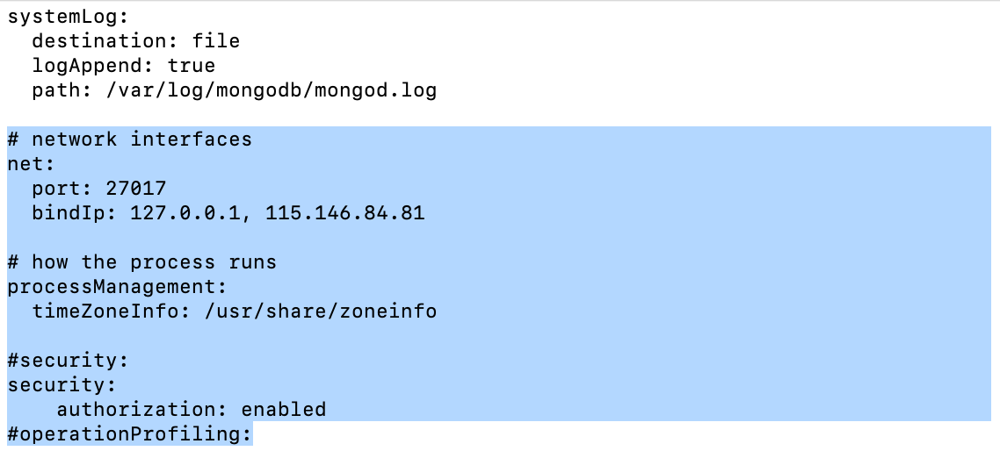 systemLog:
  destination: file
  logAppend: true
  path: /var/log/mongodb/mongod.log

# network interfaces
net:
  port: 27017
  bindIp: 127.0.0.1, 115.146.84.81

# how the process runs
processManagement:
  timeZoneInfo: /usr/share/zoneinfo

#security:
security:
    authorization: enabled
#operationProfiling: